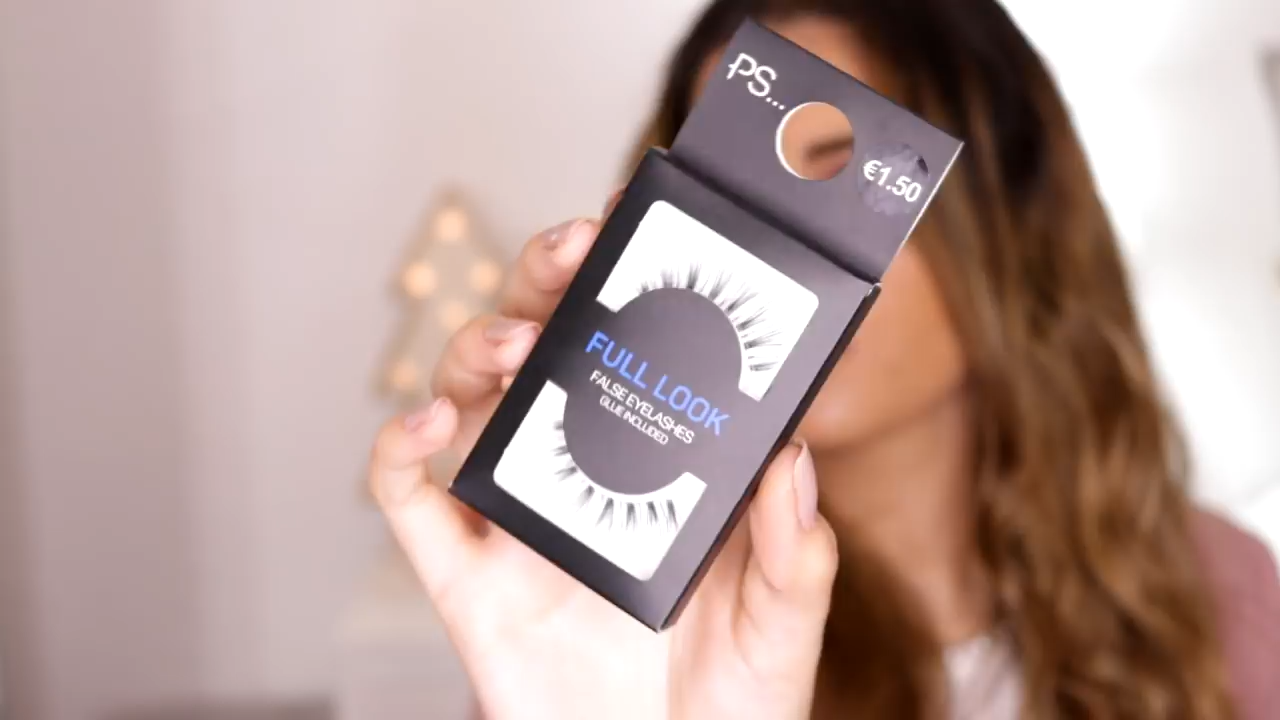 PS...
€1.50
FULL LOOK
FALSE EYELASHES
GLUE INCLUDED